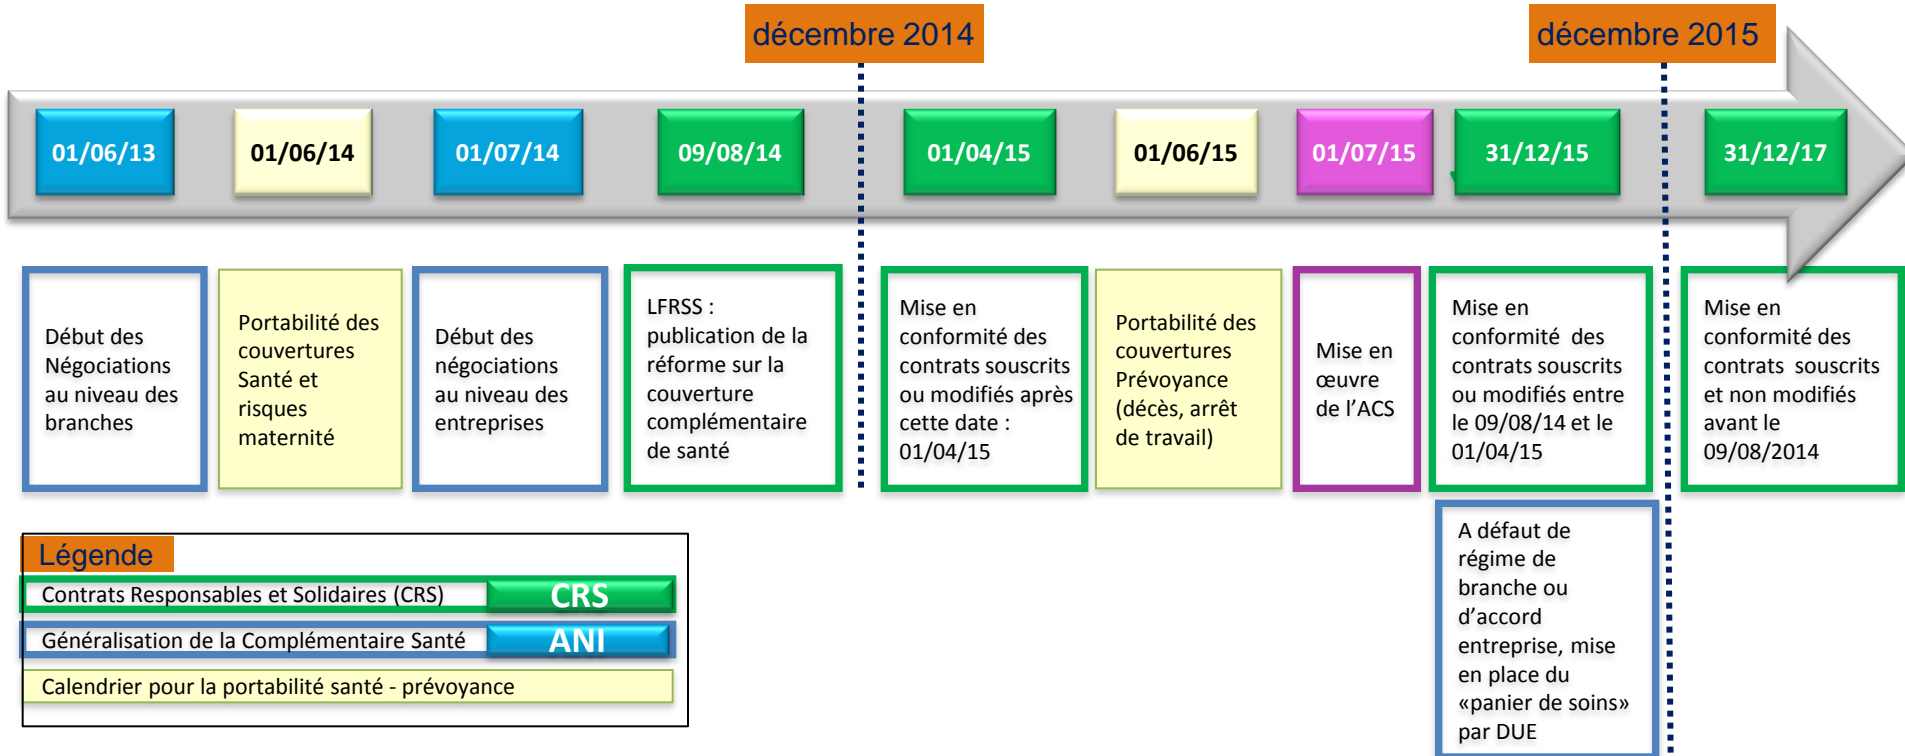 décembre 2014
décembre 2015
01/06/13
01/06/14
01/07/14
09/08/14
01/04/15
01/06/15
01/07/15
31/12/15
31/12/17
Début des
Négociations
au niveau des
branches
Portabilité des
couvertures
Santé et
risques
maternité
Début des
négociations
au niveau des
entreprises
LFRSS :
publication de la
réforme sur la
couverture
complémentaire
de santé
Mise en
conformité des
contrats souscrits
ou modifiés après
cette date :
01/04/15
Portabilité des
couvertures
Prévoyance
(décès, arrêt
de travail)
Mise en
œuvre
de l’ACS
Mise en
conformité des
contrats souscrits
ou modifiés entre
le 09/08/14 et le
01/04/15
Mise en
conformité des
contrats souscrits
et non modifiés
avant le
09/08/2014
A défaut de
régime de
branche ou
d’accord
entreprise, mise
en place du
«panier de soins»
par DUE
Légende
Contrats Responsables et Solidaires (CRS) CRS
Généralisation de la Complémentaire Santé ANI
Calendrier pour la portabilité santé - prévoyance